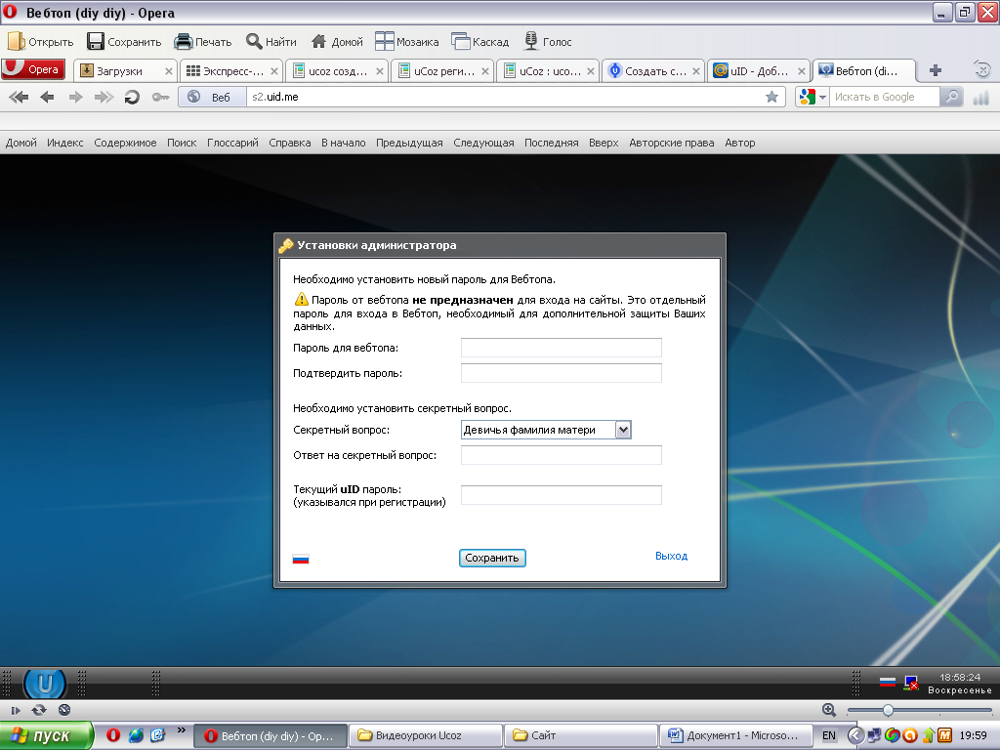 Вебтоп (diy diy) - Opera
Открыть Сохранить Печать Найти Домой Мозаика Каскад Голос
Opera Загрузки Экспресс-... ucoz созд... uCoz реги... uCoz : uco... Создать с... uID - Доб... Вебтоп (di...
Веб s2.uid.me Искать в Google
Домой Индекс Содержимое Поиск Глоссарий Справка В начало Предыдущая Следующая Последняя Вверх Авторские права Автор
Установки администратора
Необходимо установить новый пароль для Вебтопа.
Пароль от вебтопа не предназначен для входа на сайты. Это отдельный
пароль для входа в Вебтоп, необходимый для дополнительной защиты Ваших
данных.
Пароль для вебтопа:
Подтвердить пароль:
Необходимо установить секретный вопрос.
Секретный вопрос: Девичья фамилия матери
Ответ на секретный вопрос:
Текущий uID пароль:
(указывался при регистрации)
Сохранить Выход
U 18:58:24
Воскресенье
пуск » Вебтоп (diy diy) - Op... Видеоуроки Ucoz Сайт Документ1 - Microso... EN 19:59